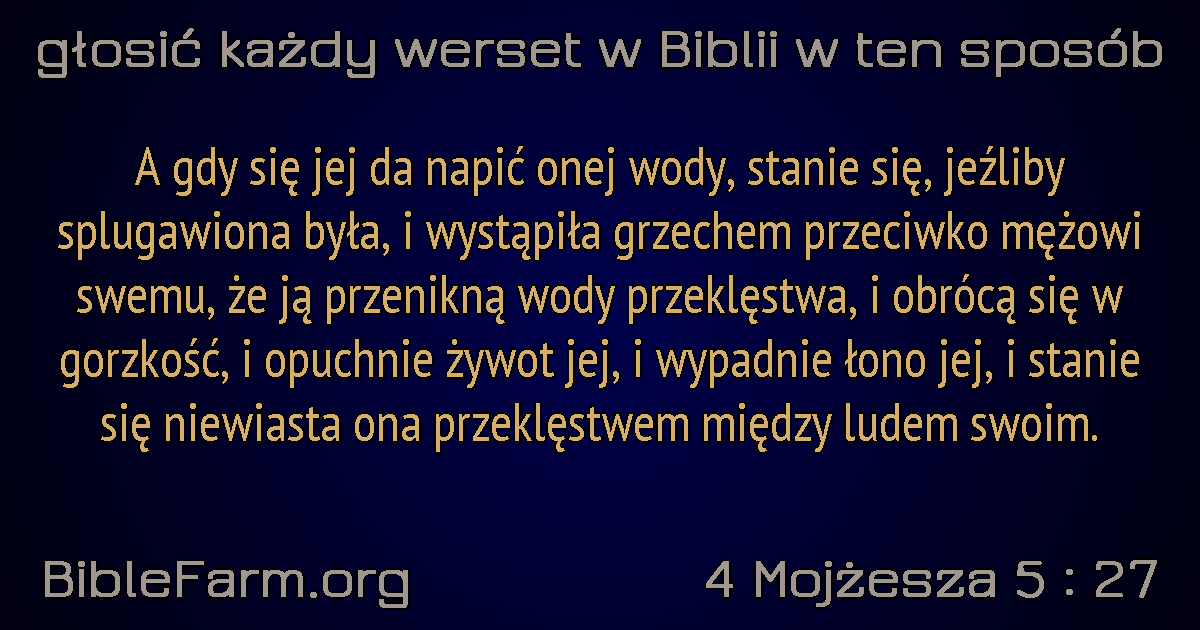 głosić każdy werset w Biblii w ten sposób
A gdy się jej da napić onej wody, stanie się, jeźliby
splugawiona była, i wystąpiła grzechem przeciwko mężowi
swemu, że ją przenikną wody przeklęstwa, i obrócą się w
gorzkość, i opuchnie żywot jej, i wypadnie łono jej, i stanie
się niewiasta ona przeklęstwem między ludem swoim.
BibleFarm.org
4 Mojżesza 5 : 27